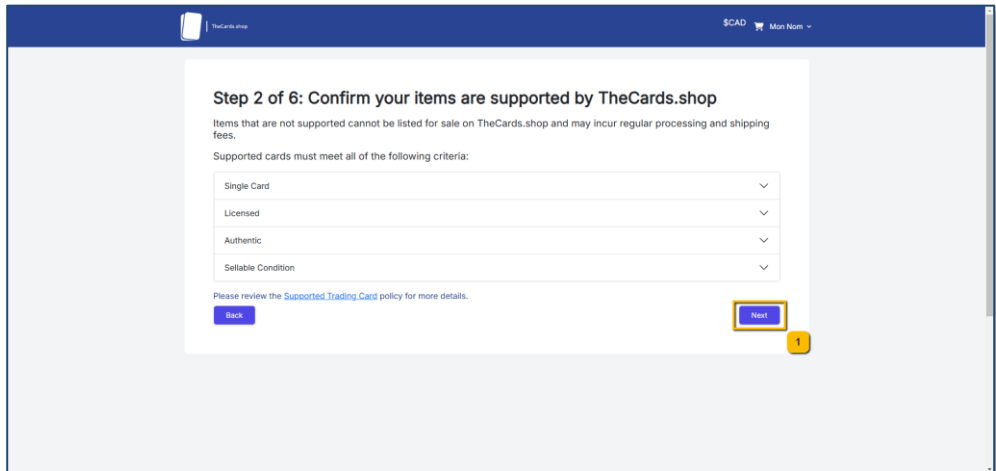 TheCards.shop
$CAD
Mon Nom
Step 2 of 6: Confirm your items are supported by TheCards.shop
Items that are not supported cannot be listed for sale on TheCards.shop and may incur regular processing and shipping
fees.
Supported cards must meet all of the following criteria:
Single Card
Licensed
Authentic
Sellable Condition
Please review the Supported Trading Card policy for more details.
Back
Next
1